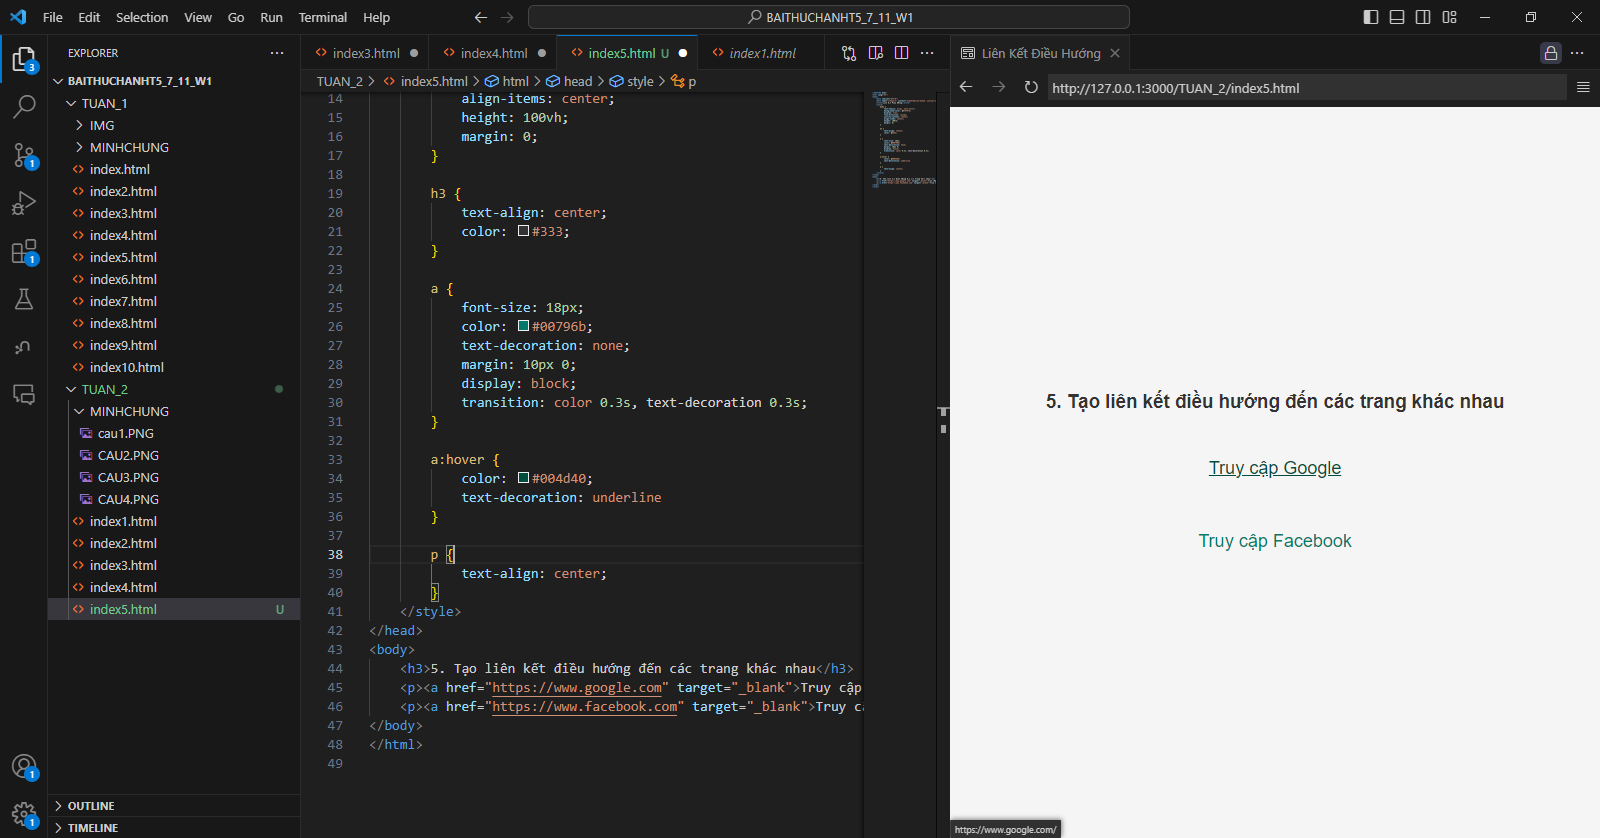 File Edit Selection View Go Run Terminal Help
BAITHUCHANHT5_7_11_W1
EXPLORER
BAITHUCHANHT5_7_11_W1
TUAN_1
IMG
MINHCHUNG
index.html
index2.html
index3.html
index4.html
index5.html
index6.html
index7.html
index8.html
index9.html
index10.html
TUAN_2
MINHCHUNG
cau1.PNG
CAU2.PNG
CAU3.PNG
CAU4.PNG
index1.html
index2.html
index3.html
index4.html
index5.html U
OUTLINE
TIMELINE
3
1
1
1
1
index3.html index4.html index5.html U index1.html
TUAN_2 > index5.html > html > head > style > p
14 align-items: center;
15 height: 100vh;
16 margin: 0;
17 }
18
19 h3 {
20 text-align: center;
21 color: #333;
22 }
23
24 a {
25 font-size: 18px;
26 color: #00796b;
27 text-decoration: none;
28 margin: 10px 0;
29 display: block;
30 transition: color 0.3s, text-decoration 0.3s;
31 }
32
33 a:hover {
34 color: #004d40;
35 text-decoration: underline
36 }
37
38 p {
39 text-align: center;
40 }
41 </style>
42 </head>
43 <body>
44 <h3>5. Tạo liên kết điều hướng đến các trang khác nhau</h3>
45 <p><a href="https://www.google.com" target="_blank">Truy cập
46 <p><a href="https://www.facebook.com" target="_blank">Truy cậ
47 </body>
48 </html>
49
Liên Kết Điều Hướng
http://127.0.0.1:3000/TUAN_2/index5.html
5. Tạo liên kết điều hướng đến các trang khác nhau
Truy cập Google
Truy cập Facebook
https://www.google.com/